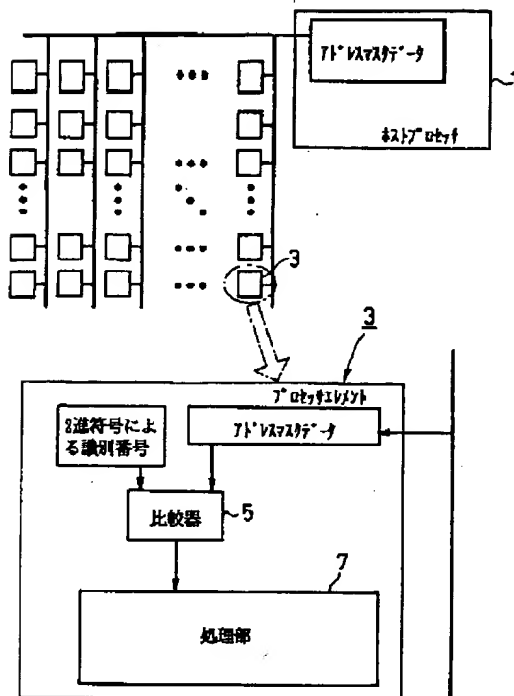 アドレスマスクデータ
ホストプロセッサ
3
3
プロセッサエレメント
2進符号によ
る識別番号
アドレスマスクデータ
比較器
5
7
処理部